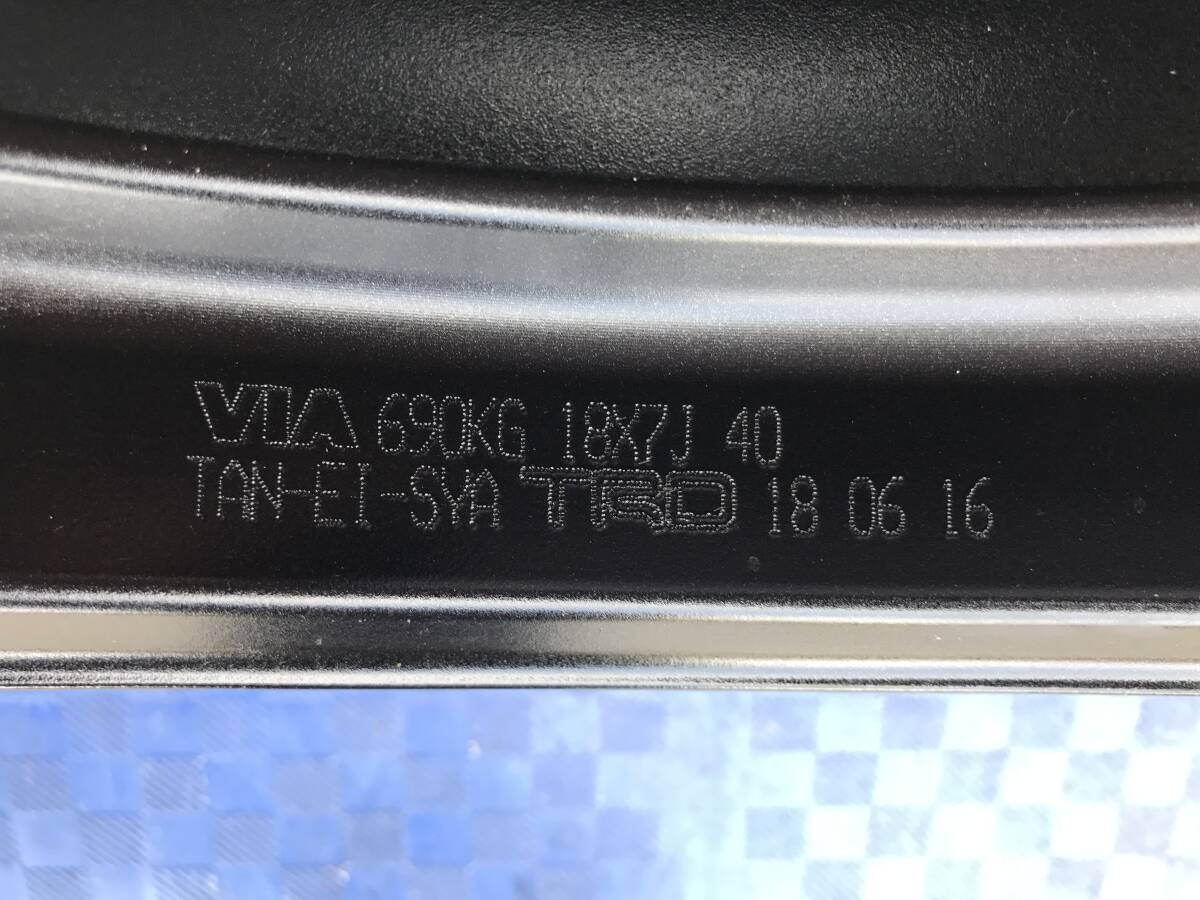 VIA 690KG 18X7J 40
TAN-EI-SYA TRD 18 06 16